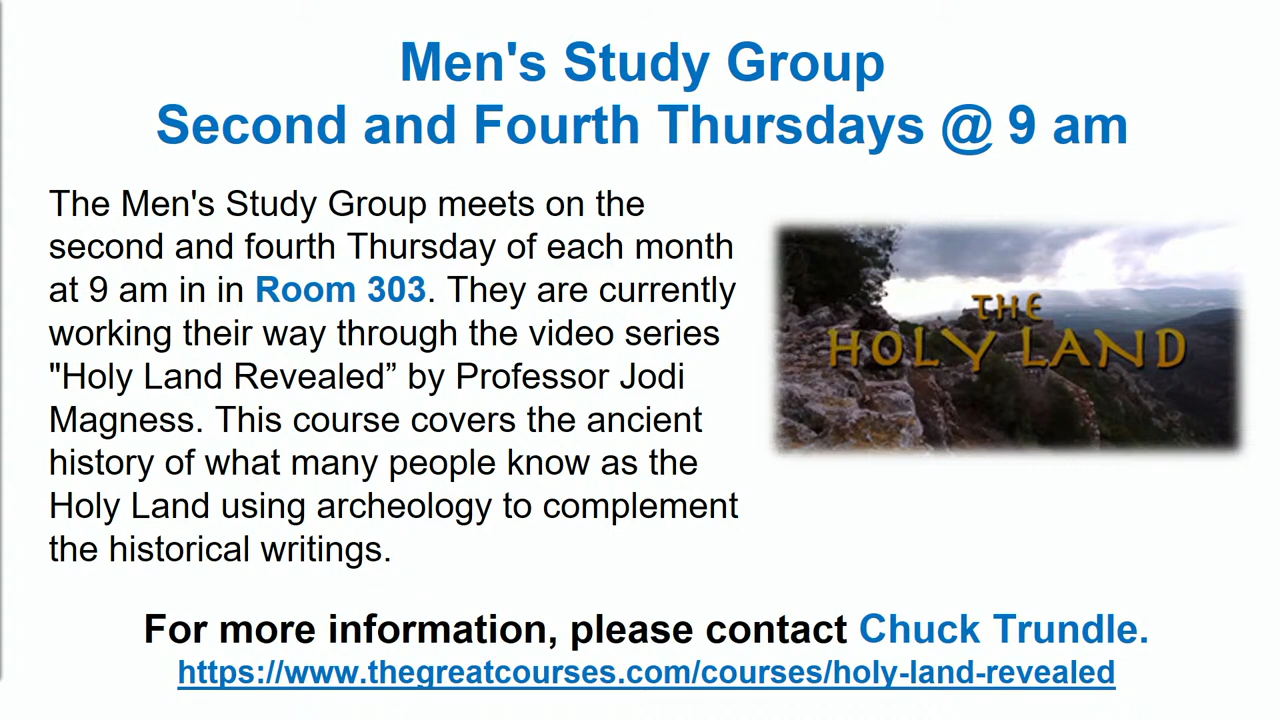 Men's Study Group
Second and Fourth Thursdays @ 9 am
The Men's Study Group meets on the
second and fourth Thursday of each month
at 9 am in in Room 303. They are currently
working their way through the video series
"Holy Land Revealed” by Professor Jodi
Magness. This course covers the ancient
history of what many people know as the
Holy Land using archeology to complement
the historical writings.
THE
HOLY LAND
For more information, please contact Chuck Trundle.
https://www.thegreatcourses.com/courses/holy-land-revealed